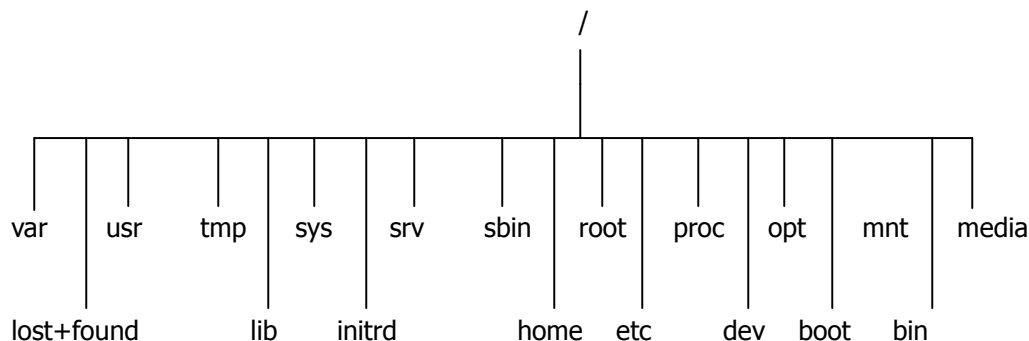 /
var usr tmp sys srv sbin root proc opt mnt media
lost+found lib initrd home etc dev boot bin